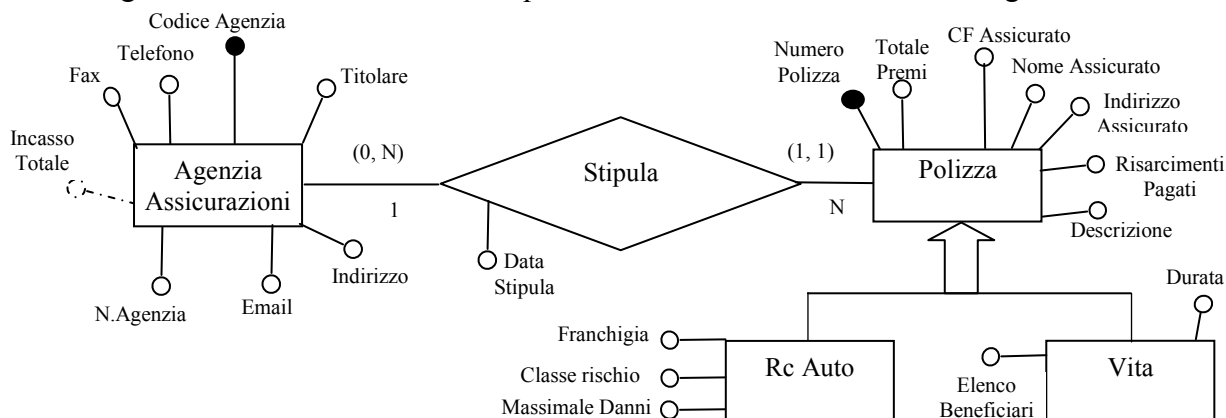 Codice Agenzia
Telefono
Fax
Titolare
Incasso
Totale
Agenzia
Assicurazioni
N.Agenzia
Email
Indirizzo
(0, N)
1
Stipula
Data
Stipula
(1, 1)
N
Numero
Polizza
Totale
Premi
CF Assicurato
Nome Assicurato
Indirizzo
Assicurato
Polizza
Risarcimenti
Pagati
Descrizione
Franchigia
Classe rischio
Massimale Danni
Rc Auto
Elenco
Beneficiari
Durata
Vita